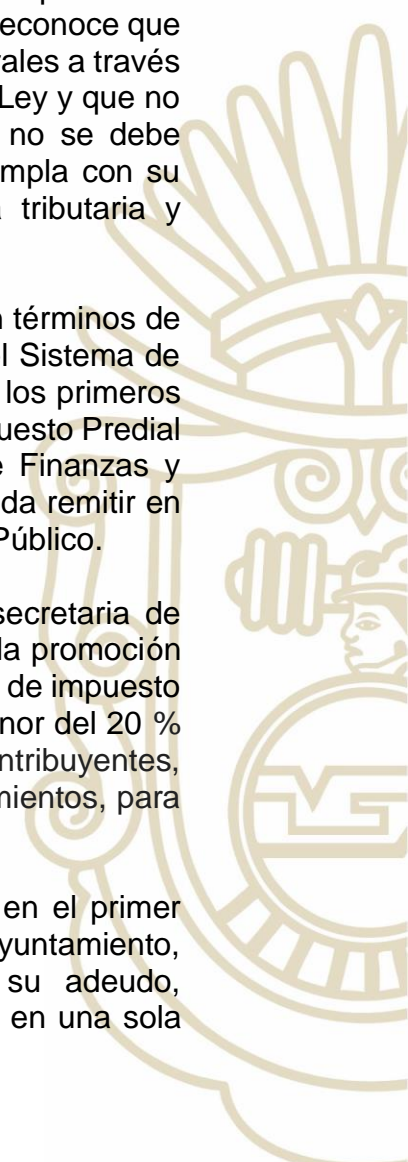 econoce que
rales a través
Ley y que no
no se debe
mpla con su
tributaria y
n términos de
l Sistema de
los primeros
uesto Predial
e Finanzas y
da remitir en
Público.
secretaria de
la promoción
de impuesto
nor del 20 %
ntribuyentes,
mientos, para
en el primer
yuntamiento,
su adeudo,
en una sola